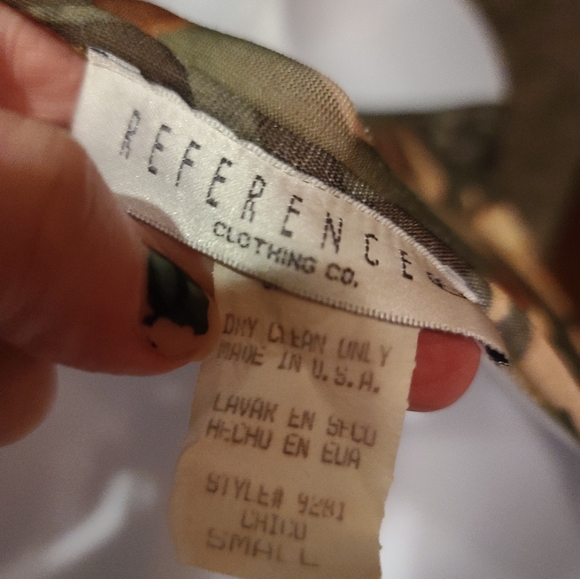 REFERENCE
CLOTHING CO.
DRY CLEAN ONLY
MADE IN U.S.A.
LAVAR EN SECO
HECHO EN EUA
STYLE# 9281
CHICO
SMALL